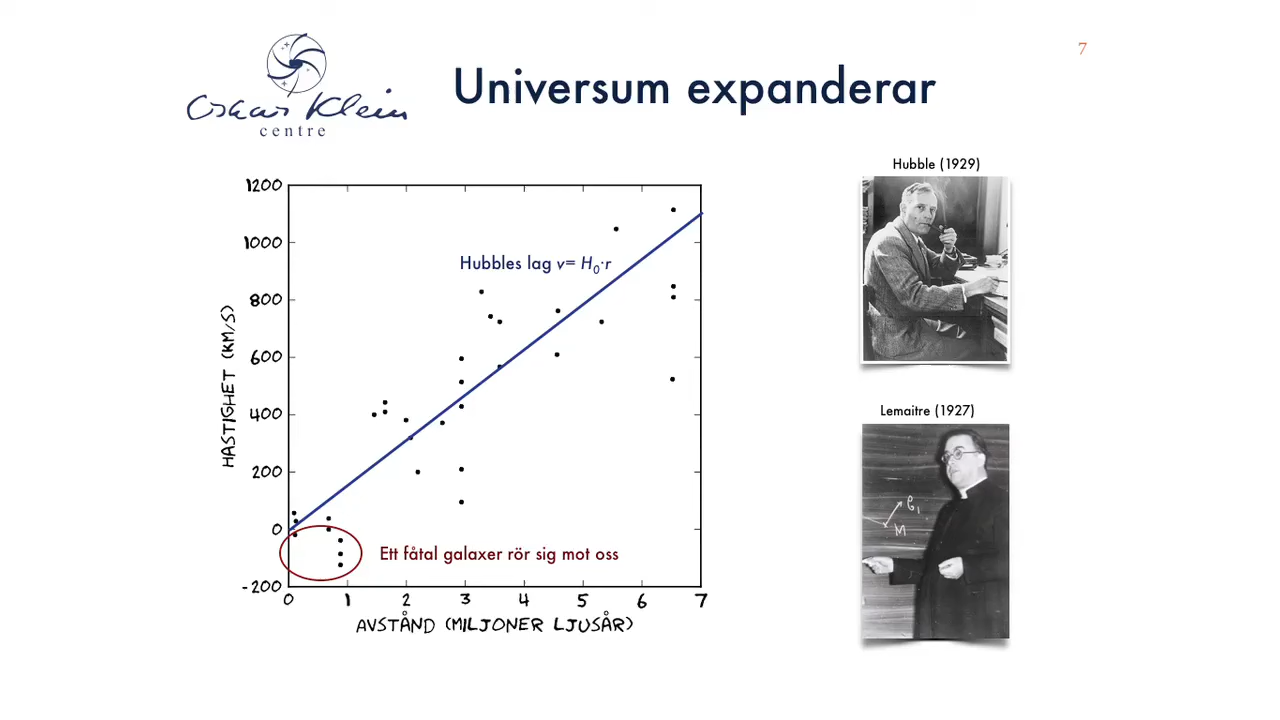 7
Oskar Klein
centre
Universum expanderar
Hubble (1929)
1200
1000
800
600
400
200
0
-200
HASTIGHET (KM/S)
Hubbles lag v= H₀·r
Ett fåtal galaxer rör sig mot oss
0 1 2 3 4 5 6 7
AVSTÅND (MILJONER LJUSÅR)
Lemaitre (1927)
e₁
M